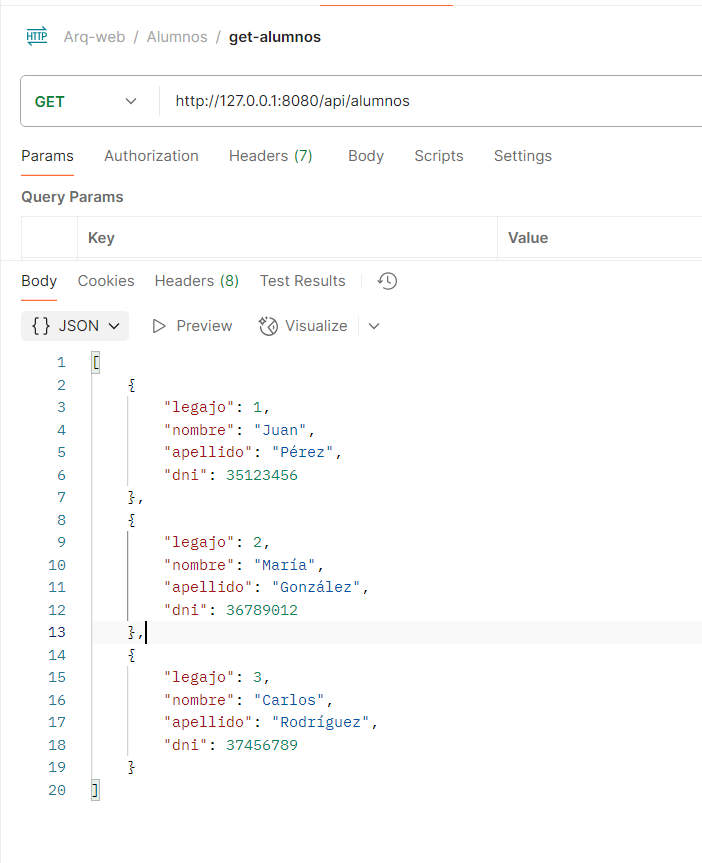 HTTP Arq-web / Alumnos / get-alumnos
GET http://127.0.0.1:8080/api/alumnos
Params Authorization Headers (7) Body Scripts Settings
Query Params
Key Value
Body Cookies Headers (8) Test Results
{} JSON Preview Visualize
1 [
2 {
3 "legajo": 1,
4 "nombre": "Juan",
5 "apellido": "Pérez",
6 "dni": 35123456
7 },
8 {
9 "legajo": 2,
10 "nombre": "María",
11 "apellido": "González",
12 "dni": 36789012
13 },
14 {
15 "legajo": 3,
16 "nombre": "Carlos",
17 "apellido": "Rodríguez",
18 "dni": 37456789
19 }
20 ]